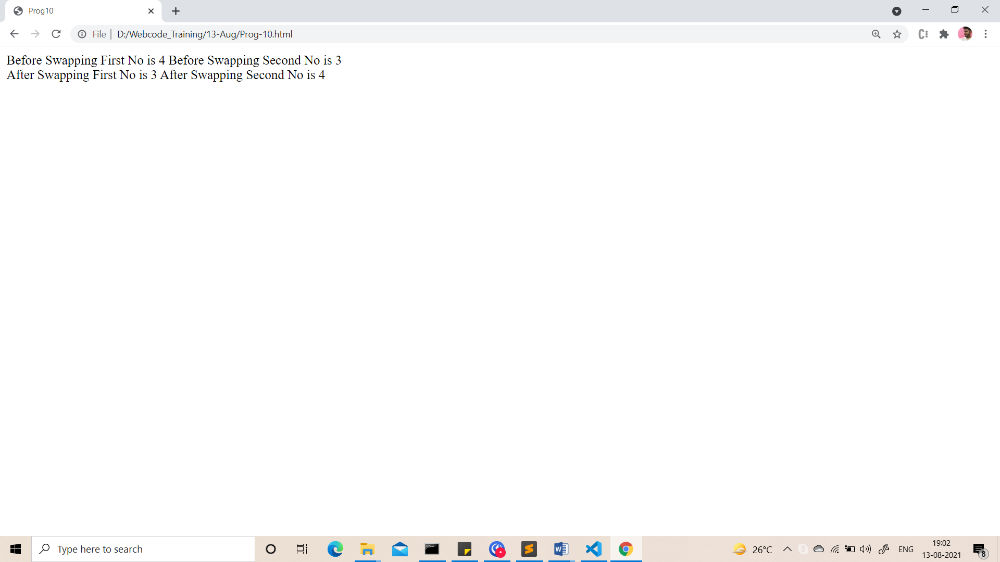 Prog10
File
D:/Webcode_Training/13-Aug/Prog-10.html
Before Swapping First No is 4 Before Swapping Second No is 3
After Swapping First No is 3 After Swapping Second No is 4
Type here to search
26°C
ENG
19:02
13-08-2021
8